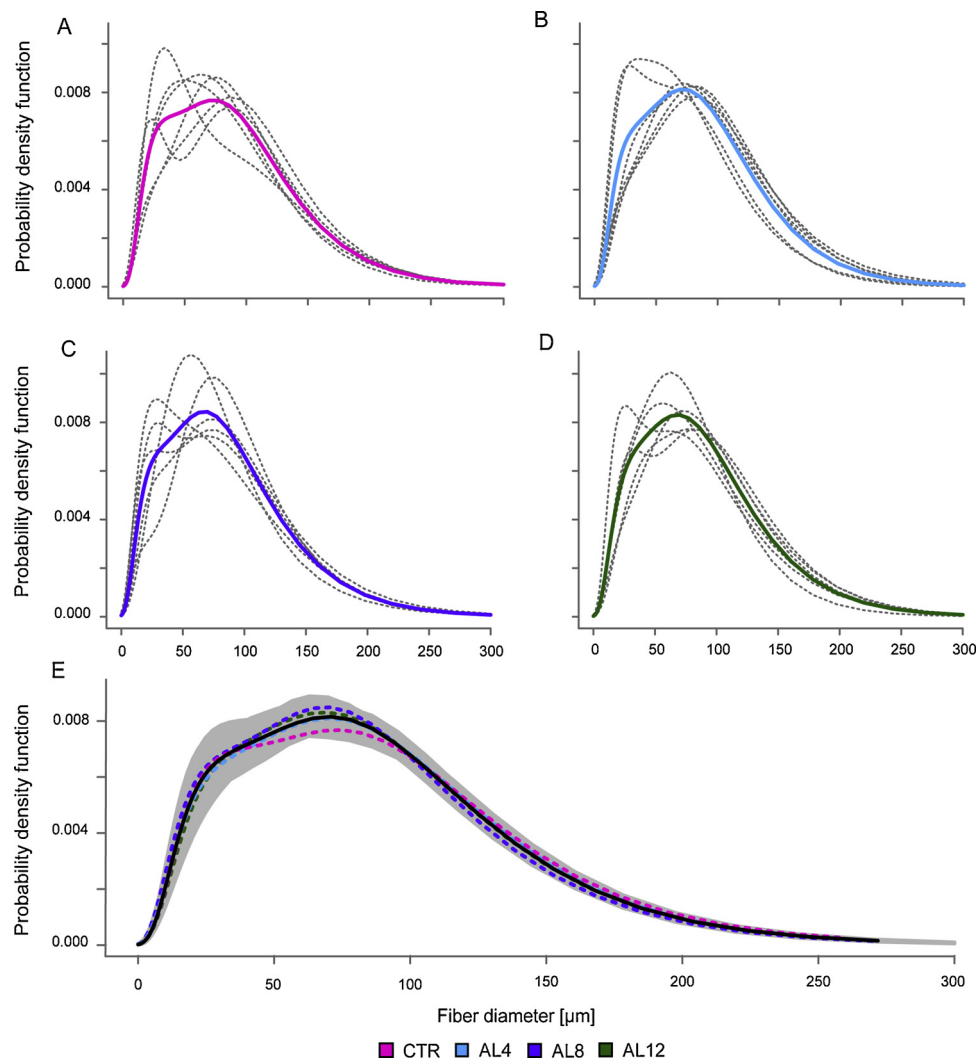 A
B
Probability density function
0.008
0.004
0.000
C
D
Probability density function
0.008
0.004
0.000
0 50 100 150 200 250 300
0 50 100 150 200 250 300
E
Probability density function
0.008
0.004
0.000
0 50 100 150 200 250 300
Fiber diameter [µm]
CTR AL4 AL8 AL12